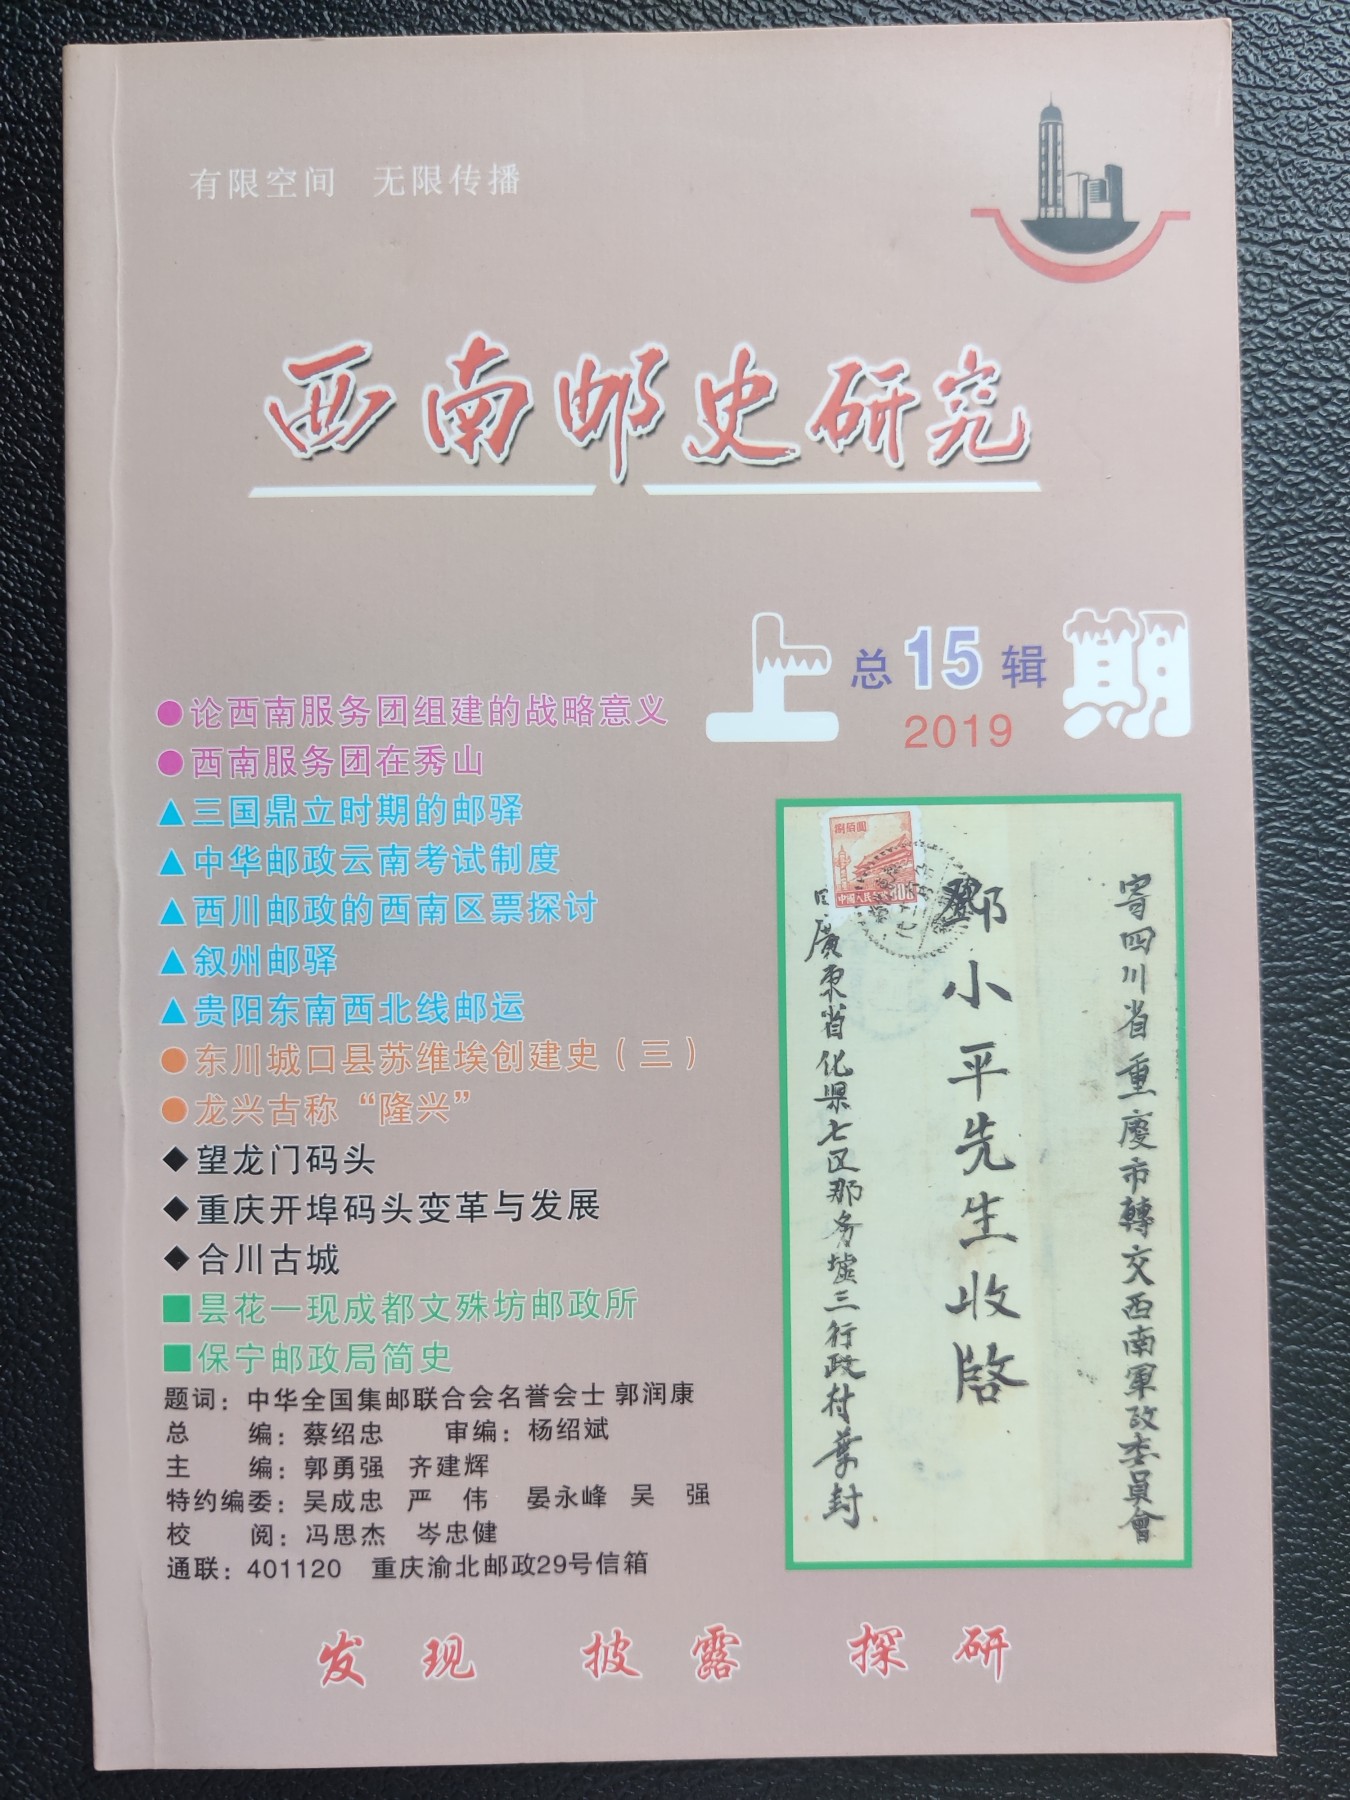 有限空间 无限传播
西南邮史研究
上 总15辑 期
2019
●论西南服务团组建的战略意义
●西南服务团在秀山
▲三国鼎立时期的邮驿
▲中华邮政云南考试制度
▲西川邮政的西南区票探讨
▲叙州邮驿
▲贵阳东南西北线邮运
●东川城口县苏维埃创建史（三）
●龙兴古称“隆兴”
◆望龙门码头
◆重庆开埠码头变革与发展
◆合川古城
■昙花一现成都文殊坊邮政所
■保宁邮政局简史
题词：中华全国集邮联合会名誉会士 郭润康
总 编：蔡绍忠 审编：杨绍斌
主 编：郭勇强 齐建辉
特约编委：吴成忠 严 伟 晏永峰 吴 强
校 阅：冯思杰 岑忠健
通联：401120 重庆渝北邮政29号信箱
寄四川省重慶市轉交西南軍政委員會
鄧小平先生收啓
廣東省化県七区那务墟三行政村葉封
捌佰圆
中國人民
800
发现 披露 探研